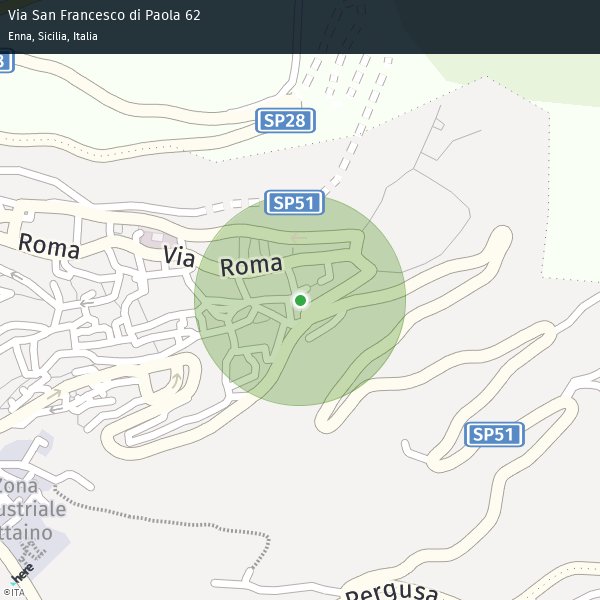 Via San Francesco di Paola 62
Enna, Sicilia, Italia
SP28
SP51
Roma
Via Roma
SP51
Zona
ustriale
ttaino
here
©ITA
Pergusa